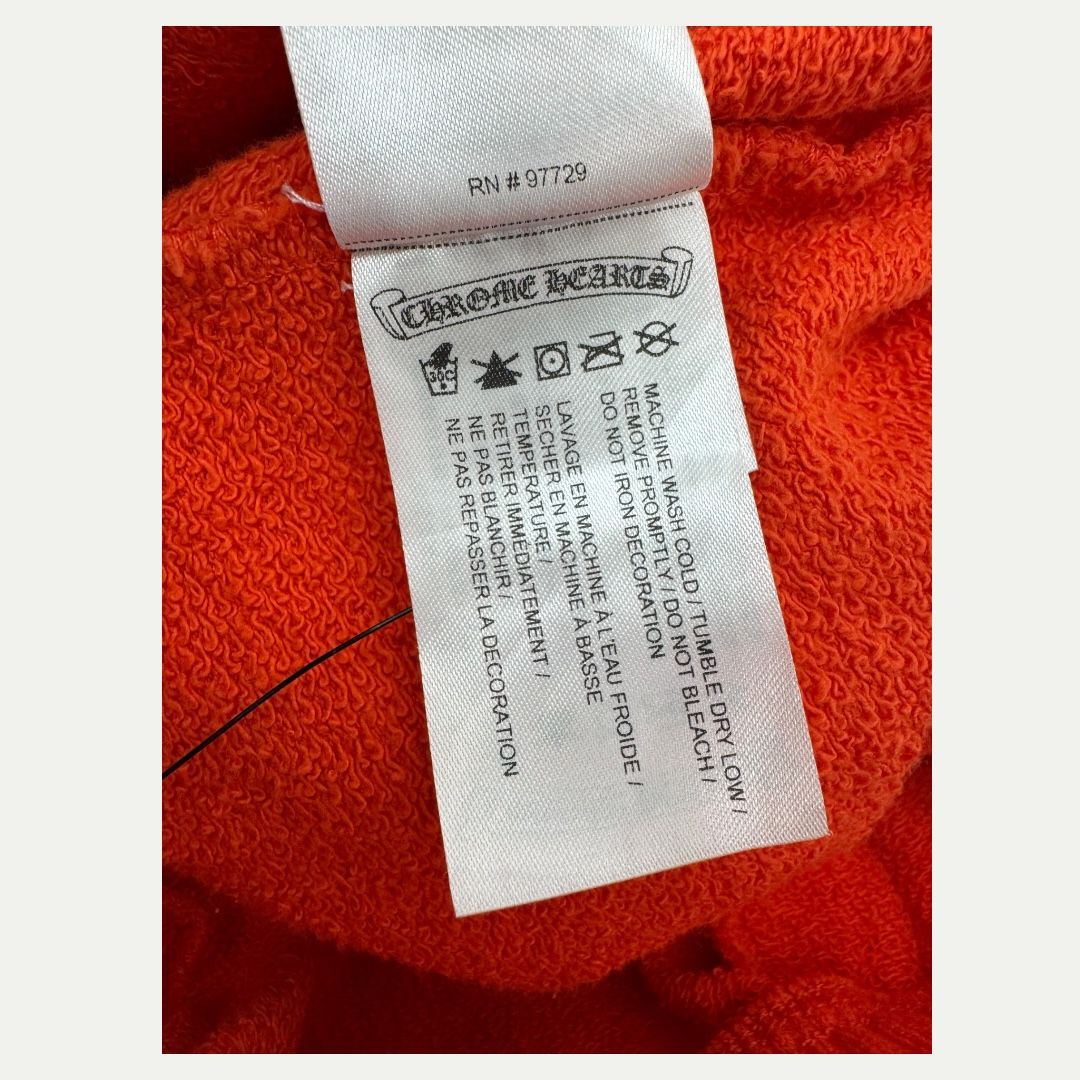 RN # 97729
CHROME HEARTS
30C
MACHINE WASH COLD / TUMBLE DRY LOW /
REMOVE PROMPTLY / DO NOT BLEACH /
DO NOT IRON DECORATION
LAVAGE EN MACHINE À L'EAU FROIDE /
SECHER EN MACHINE À BASSE
TEMPERATURE /
RETIRER IMMEDIATEMENT /
NE PAS BLANCHIR /
NE PAS REPASSER LA DECORATION